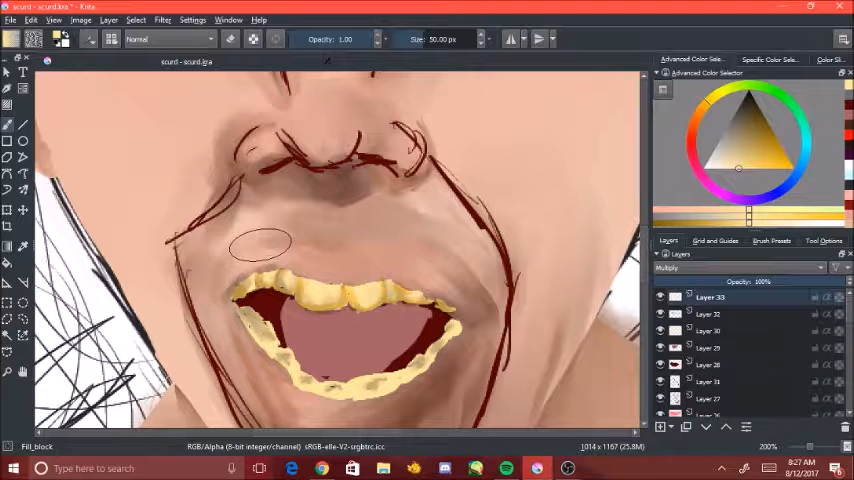 scurd - scurd.kra * - Krita
File Edit View Image Layer Select Filter Settings Window Help
Normal Opacity: 1.00 Size: 50.00 px
scurd - scurd.kra
Advanced Color Sele... Specific Color Sele... Color Sl...
Advanced Color Selector
Layers Grid and Guides Brush Presets Tool Options
Layers
Multiply
Opacity: 100%
Layer 33
Layer 32
Layer 30
Layer 29
Layer 28
Layer 31
Layer 27
Layer 26
Fill_block RGB/Alpha (8-bit integer/channel) sRGB-elle-V2-srgbtrc.icc 1014 x 1167 (25.8M) 200%
Type here to search
8:27 AM
8/12/2017